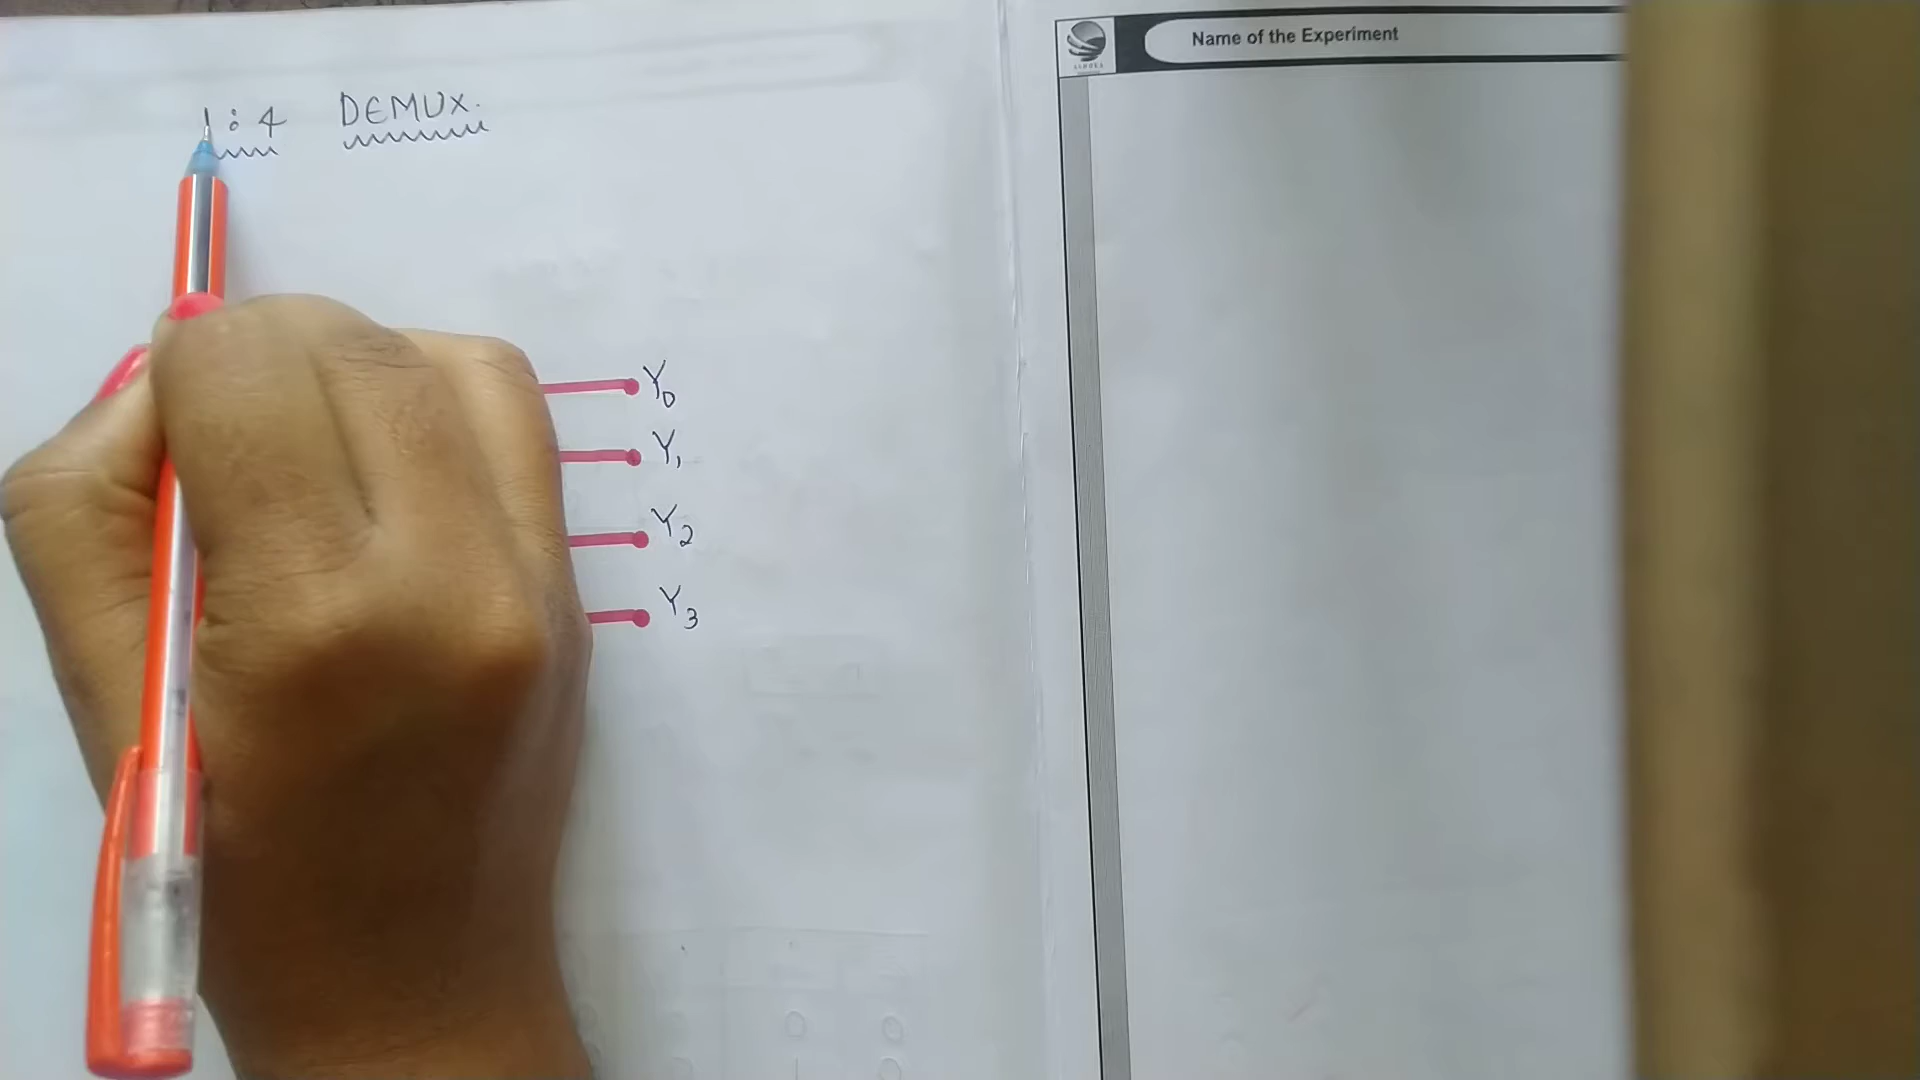 Name of the Experiment
1:4 DEMUX.
Y0
Y1
Y2
Y3